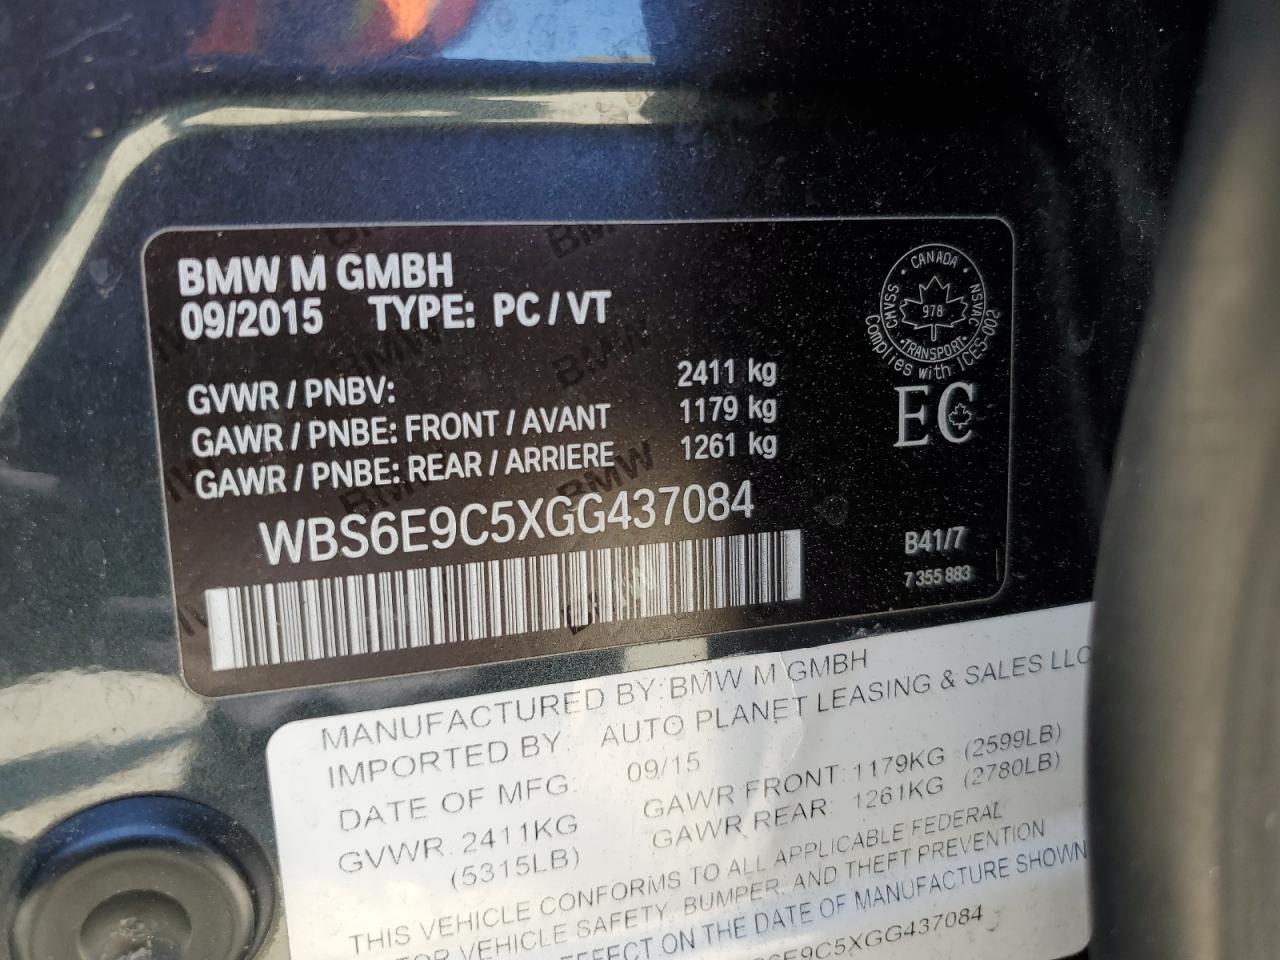 BMW M GMBH
09/2015 TYPE: PC / VT
GVWR / PNBV: 2411 kg
GAWR / PNBE: FRONT / AVANT 1179 kg
GAWR / PNBE: REAR / ARRIERE 1261 kg
WBS6E9C5XGG437084
CANADA
CMVSS NSVAC
978
TRANSPORT
Complies with ICES-002
EC
B41/7
7 355 883
MANUFACTURED BY: BMW M GMBH
IMPORTED BY: AUTO PLANET LEASING & SALES LLC
DATE OF MFG: 09/15
GVWR: 2411KG
(5315LB)
GAWR FRONT: 1179KG (2599LB)
GAWR REAR: 1261KG (2780LB)
THIS VEHICLE CONFORMS TO ALL APPLICABLE FEDERAL
VEHICLE SAFETY, BUMPER, AND THEFT PREVENTION
EFFECT ON THE DATE OF MANUFACTURE SHOWN
6E9C5XGG437084